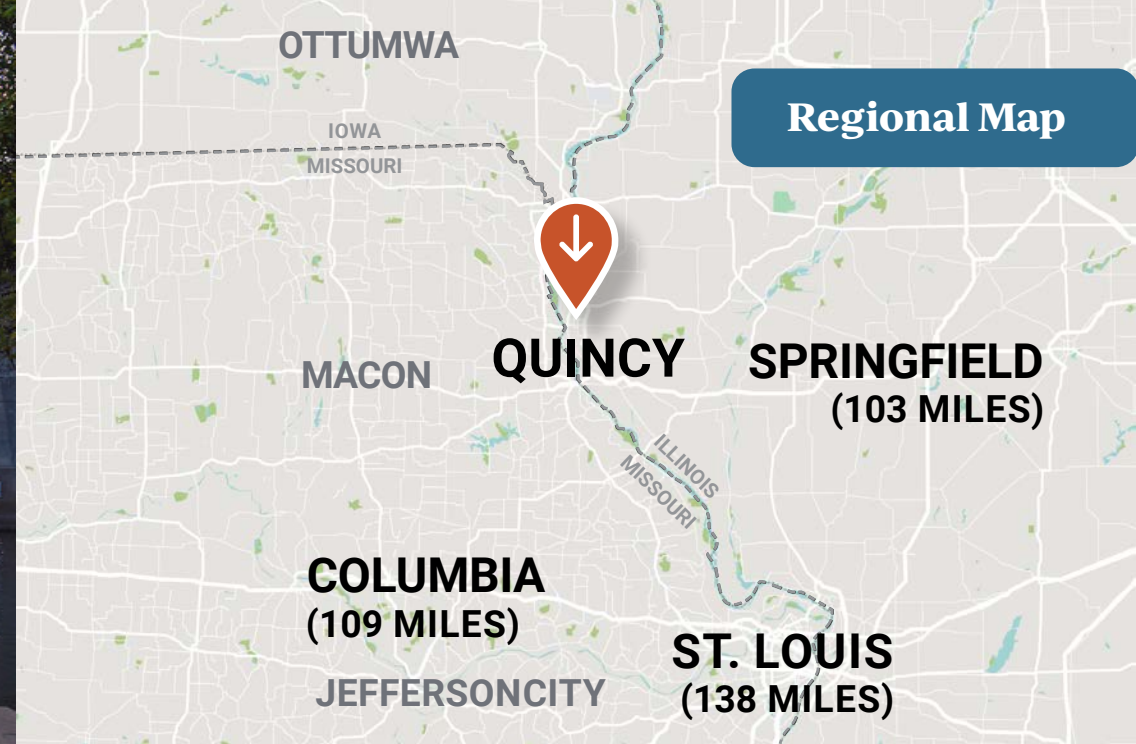 OTTUMWA
Regional Map
IOWA
MISSOURI
QUINCY
MACON
SPRINGFIELD
(103 MILES)
ILLINOIS
MISSOURI
COLUMBIA
(109 MILES)
ST. LOUIS
(138 MILES)
JEFFERSONCITY